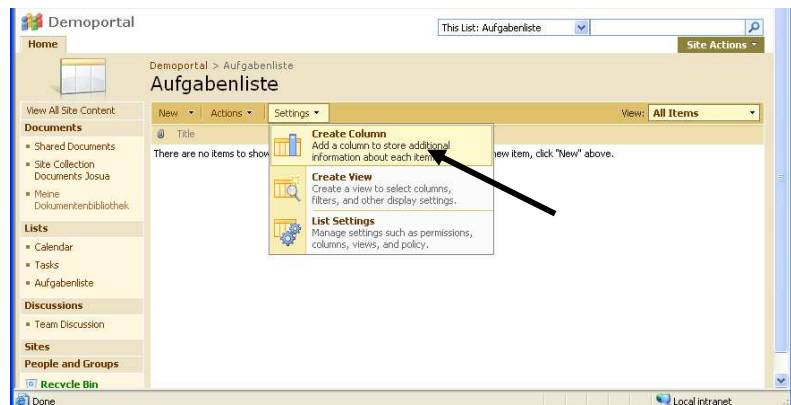 Demoportal
This List: Aufgabenliste
Home
Site Actions
Demoportal > Aufgabenliste
Aufgabenliste
View All Site Content
Documents
Shared Documents
Site Collection
Documents Josua
Meine
Dokumentenbibliothek
Lists
Calendar
Tasks
Aufgabenliste
Discussions
Team Discussion
Sites
People and Groups
Recycle Bin
New Actions Settings View: All Items
Title
There are no items to show new item, click "New" above.
Create Column
Add a column to store additional
information about each item.
Create View
Create a view to select columns,
filters, and other display settings.
List Settings
Manage settings such as permissions,
columns, views, and policy.
Done
Local intranet